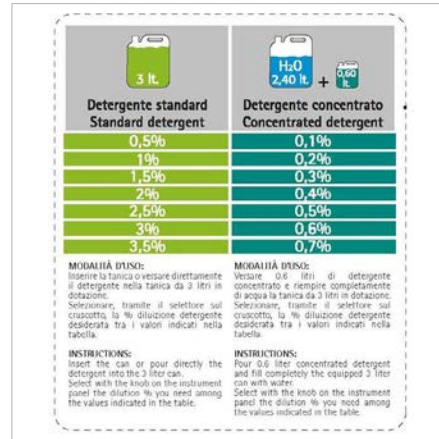 3 lt.
H₂O
2,40 lt.
+
0,60
lt.
Detergente standard
Standard detergent
Detergente concentrato
Concentrated detergent
0,5%
0,1%
1%
0,2%
1,5%
0,3%
2%
0,4%
2,5%
0,5%
3%
0,6%
3,5%
0,7%
MODALITÀ D'USO:
Inserire la tanica o versare direttamente
il detergente nella tanica da 3 litri in
dotazione.
Selezionare, tramite il selettore sul
cruscotto, la % diluizione detergente
desiderata tra i valori indicati nella
tabella.
INSTRUCTIONS:
Insert the can or pour directly the
detergent into the 3 liter can.
Select with the knob on the instrument
panel the dilution % you need among
the values indicated in the table.
MODALITÀ D'USO:
Versare 0.6 litri di detergente
concentrato e riempire completamente
di acqua la tanica da 3 litri in dotazione.
Selezionare, tramite il selettore sul
cruscotto, la % diluizione detergente
desiderata tra i valori indicati nella
tabella.
INSTRUCTIONS:
Pour 0.6 liter concentrated detergent
and fill completely the equipped 3 liter
can with water.
Select with the knob on the instrument
panel the dilution % you need among
the values indicated in the table.